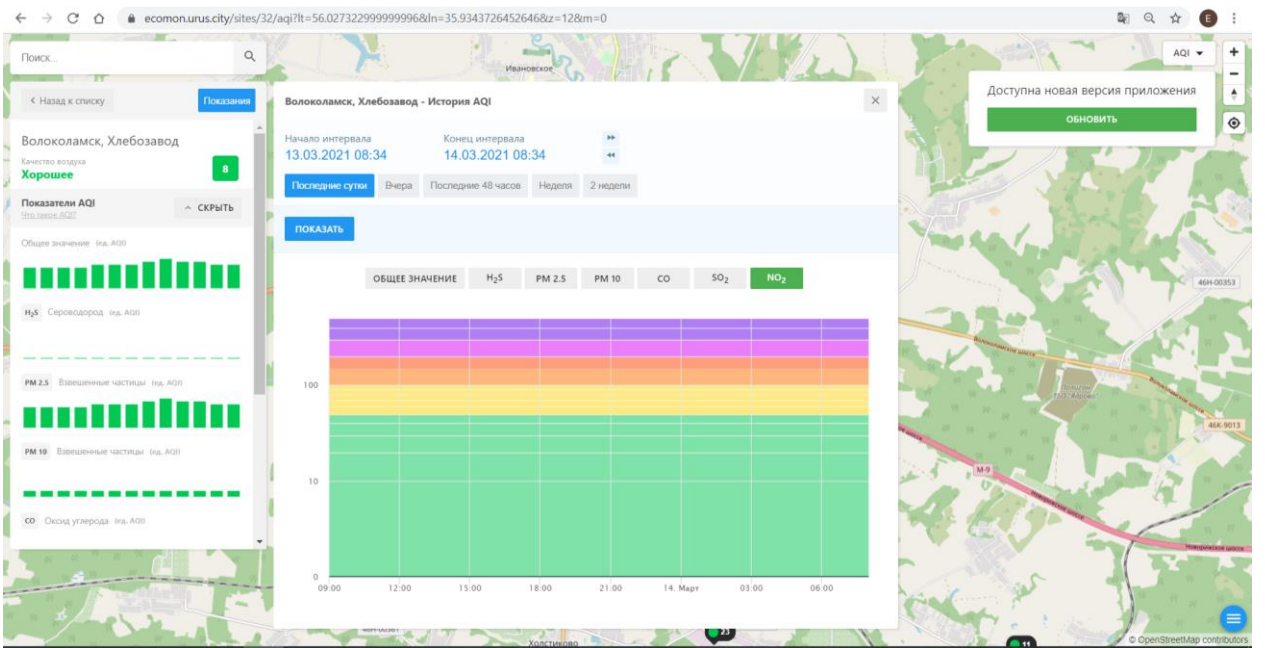 ecomon.urus.city/sites/32/aqi?lt=56.027322999999996&ln=35.9343726452646&z=12&m=0
E
Поиск...
Ивановское
AQI
+
−
Доступна новая версия приложения
ОБНОВИТЬ
Назад к списку
Показания
Волоколамск, Хлебозавод
Качество воздуха
Хорошее
8
Показатели AQI
Что такое AQI?
СКРЫТЬ
Общее значение (ед. AQI)
H₂S Сероводород (ед. AQI)
PM 2.5 Взвешенные частицы (ед. AQI)
PM 10 Взвешенные частицы (ед. AQI)
CO Оксид углерода (ед. AQI)
Волоколамск, Хлебозавод - История AQI
Начало интервала
13.03.2021 08:34
Конец интервала
14.03.2021 08:34
Последние сутки
Вчера
Последние 48 часов
Неделя
2 недели
ПОКАЗАТЬ
ОБЩЕЕ ЗНАЧЕНИЕ
H₂S
PM 2.5
PM 10
CO
SO₂
NO₂
100
10
0
09:00 12:00 15:00 18:00 21:00 14. Март 03:00 06:00
46Н-00353
Волоколамское шоссе
46К-9013
М-9
Новорижское шоссе
Холстиково
23
11
© OpenStreetMap contributors